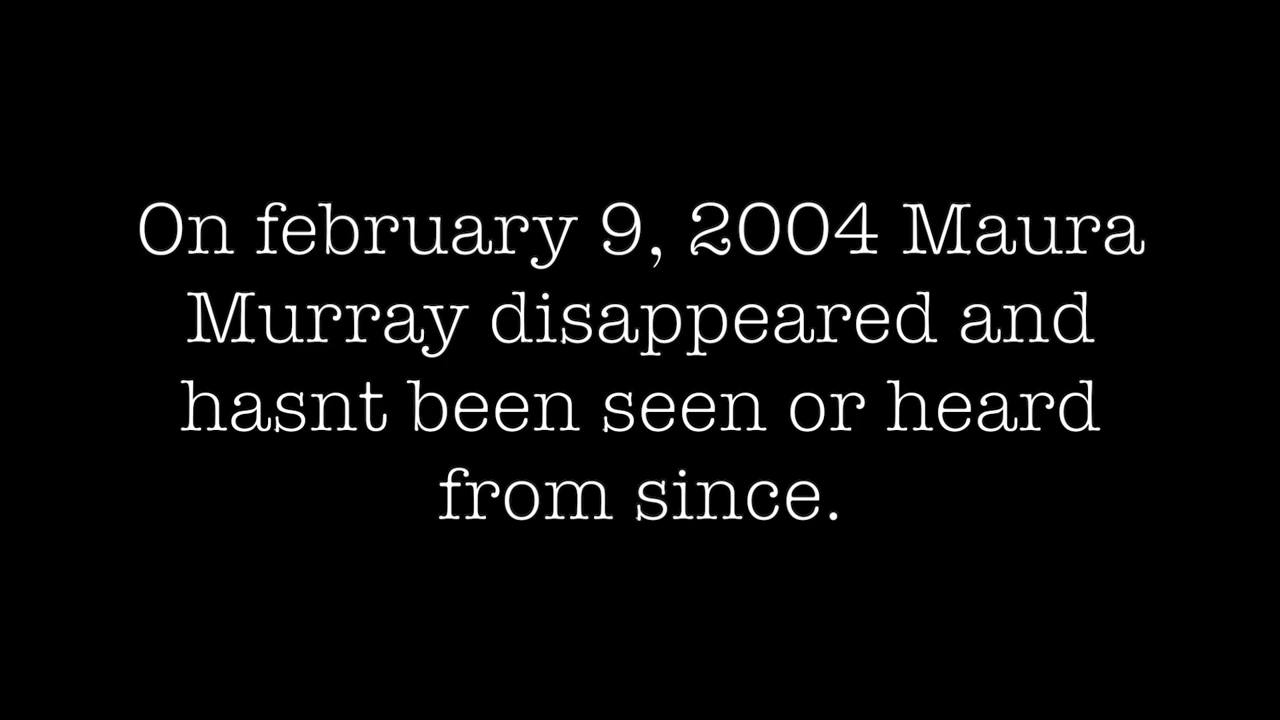 On february 9, 2004 Maura
Murray disappeared and
hasnt been seen or heard
from since.